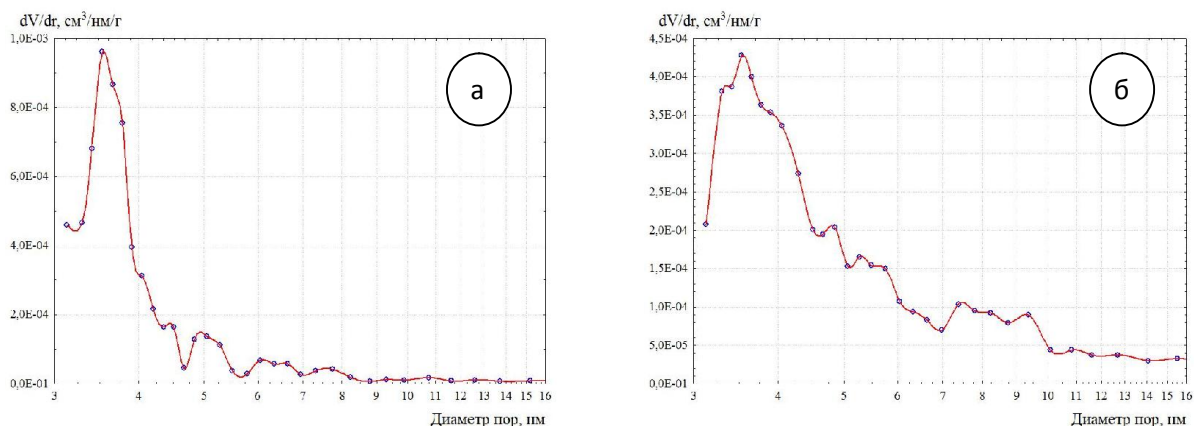 dV/dr, см³/нм/г
1,0E-03
8,0E-04
6,0E-04
4,0E-04
2,0E-04
0,0E-01
3 4 5 6 7 8 9 10 11 12 14 16
Диаметр пор, нм
а
dV/dr, см³/нм/г
4,5E-04
4,0E-04
3,5E-04
3,0E-04
2,5E-04
2,0E-04
1,5E-04
1,0E-04
5,0E-05
0,0E-01
3 4 5 6 7 8 9 10 11 12 13 14 15 16
Диаметр пор, нм
б